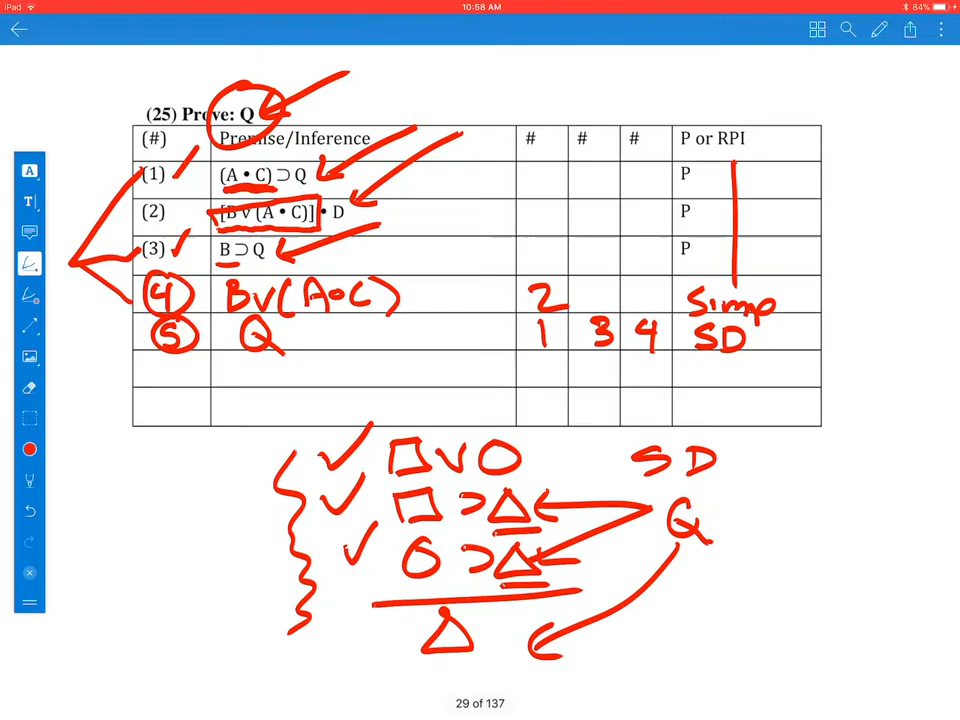 iPad 10:58 AM 84%
(25) Prove: Q
(#) Premise/Inference # # # P or RPI
(1) (A • C) ⊃ Q P
(2) [B ∨ (A • C)] • D P
(3) B ⊃ Q P
4 B∨(A•C) 2 Simp
5 Q 1 3 4 SD
□ ∨ ○ SD
□ ⊃ △ Q
○ ⊃ △
△
A
T
29 of 137